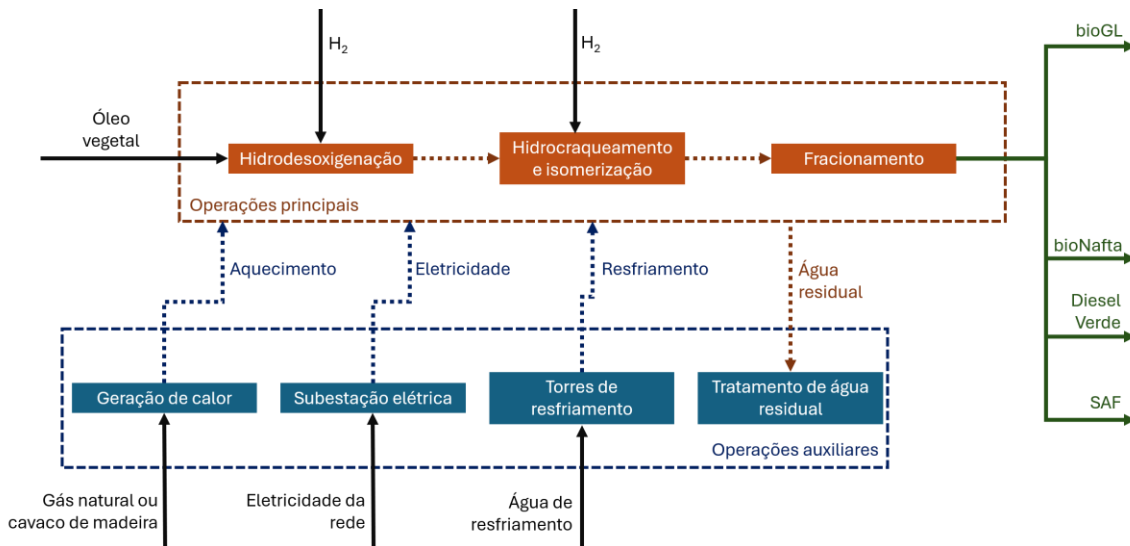 bioGL
H₂
H₂
Óleo
vegetal
Hidrodesoxigenação
Hidrocraqueamento
e isomerização
Fracionamento
Operações principais
bioNafta
Aquecimento
Eletricidade
Resfriamento
Água
residual
Diesel
Verde
Geração de calor
Subestação elétrica
Torres de
resfriamento
Tratamento de água
residual
SAF
Operações auxiliares
Gás natural ou
cavaco de madeira
Eletricidade da
rede
Água de
resfriamento